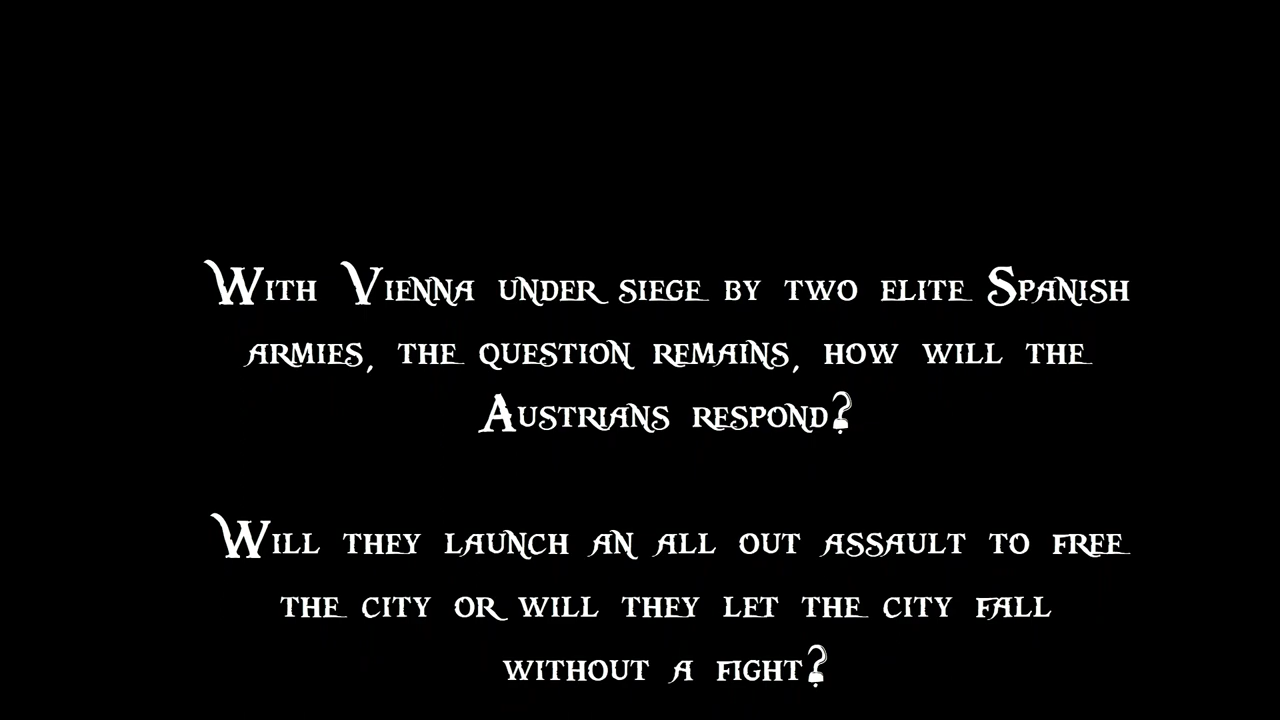 With Vienna under siege by two elite Spanish
armies, the question remains, how will the
Austrians respond?
Will they launch an all out assault to free
the city or will they let the city fall
without a fight?